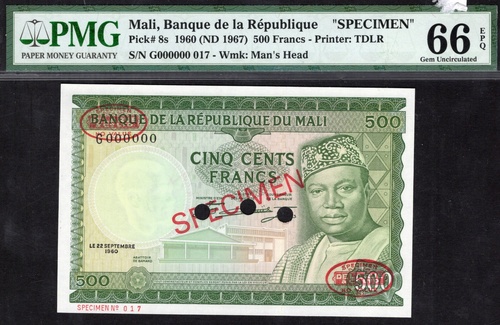 PMG
PAPER MONEY GUARANTY
Mali, Banque de la République "SPECIMEN"
Pick# 8s 1960 (ND 1967) 500 Francs - Printer: TDLR
S/N G000000 017 - Wmk: Man's Head
66 EPQ
Gem Uncirculated
BANQUE DE LA RÉPUBLIQUE DU MALI
500
SPECIMEN
G000000
CINQ CENTS
FRANCS
SPECIMEN
LE 22 SEPTEMBRE
1960
500
500
SPECIMEN Nº 017